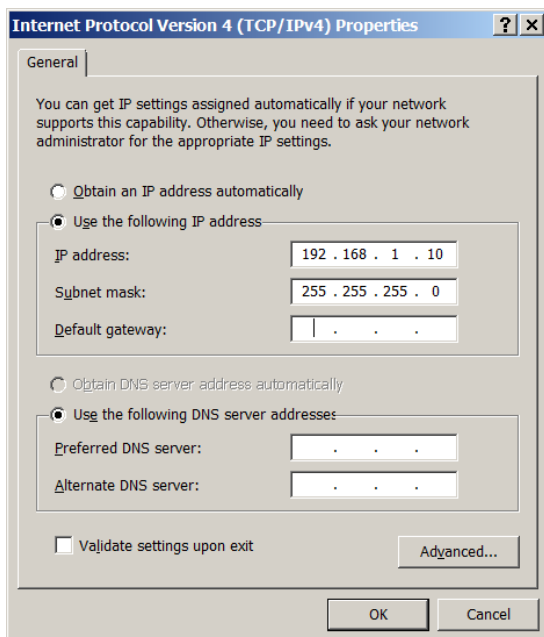 Internet Protocol Version 4 (TCP/IPv4) Properties
General
You can get IP settings assigned automatically if your network
supports this capability. Otherwise, you need to ask your network
administrator for the appropriate IP settings.
Obtain an IP address automatically
Use the following IP address
IP address: 192 . 168 . 1 . 10
Subnet mask: 255 . 255 . 255 . 0
Default gateway: . . .
Obtain DNS server address automatically
Use the following DNS server addresses
Preferred DNS server: . . .
Alternate DNS server: . . .
Validate settings upon exit
Advanced...
OK Cancel